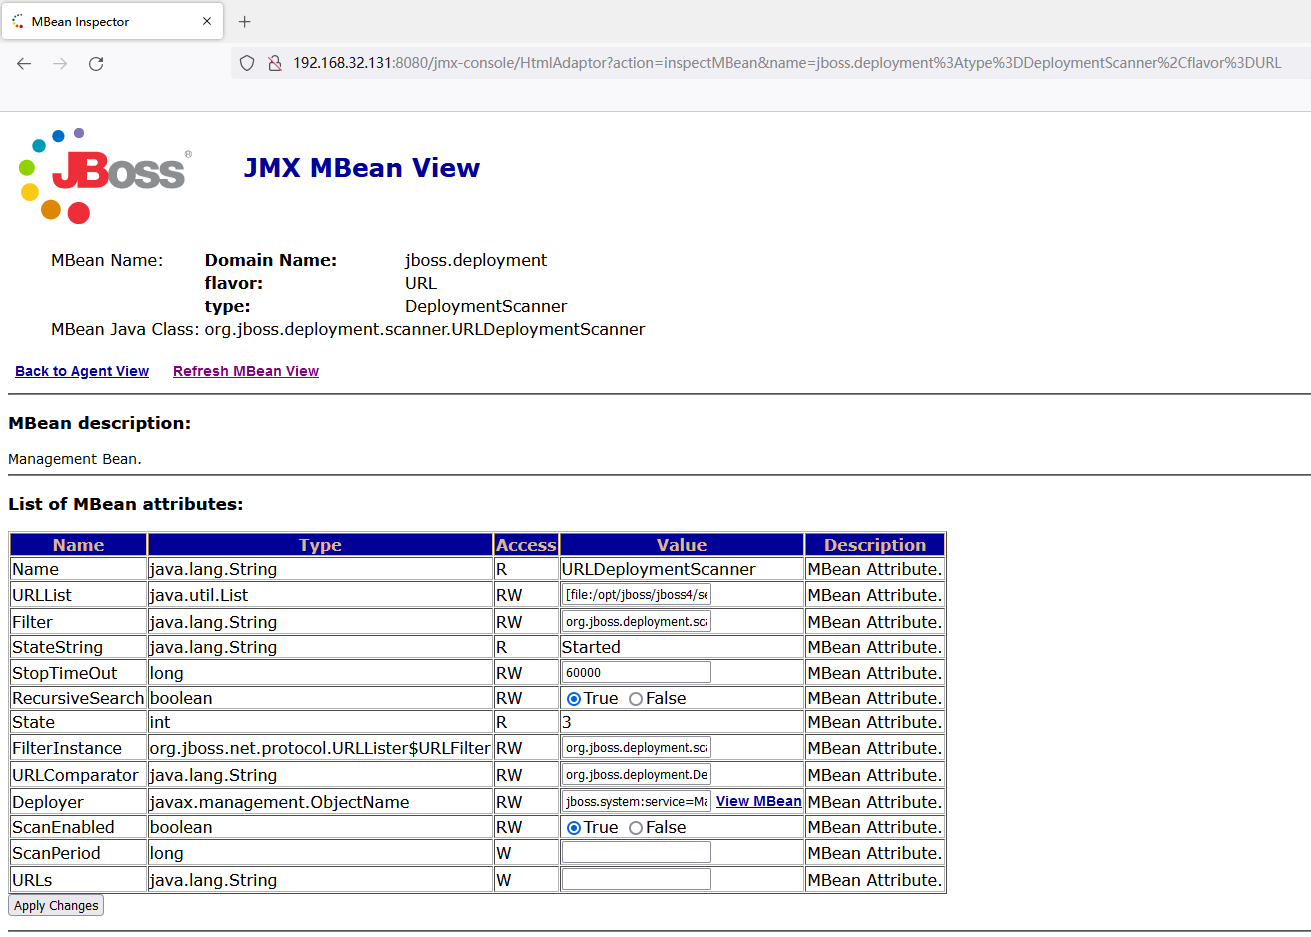 MBean Inspector
192.168.32.131:8080/jmx-console/HtmlAdaptor?action=inspectMBean&name=jboss.deployment%3Atype%3DDeploymentScanner%2Cflavor%3DURL
JBoss®
JMX MBean View
MBean Name: Domain Name: jboss.deployment
flavor: URL
type: DeploymentScanner
MBean Java Class: org.jboss.deployment.scanner.URLDeploymentScanner
Back to Agent View Refresh MBean View
MBean description:
Management Bean.
List of MBean attributes:
Name Type Access Value Description
Name java.lang.String R URLDeploymentScanner MBean Attribute.
URLList java.util.List RW [file:/opt/jboss/jboss4/se MBean Attribute.
Filter java.lang.String RW org.jboss.deployment.sca MBean Attribute.
StateString java.lang.String R Started MBean Attribute.
StopTimeOut long RW 60000 MBean Attribute.
RecursiveSearch boolean RW True False MBean Attribute.
State int R 3 MBean Attribute.
FilterInstance org.jboss.net.protocol.URLLister$URLFilter RW org.jboss.deployment.sca MBean Attribute.
URLComparator java.lang.String RW org.jboss.deployment.De MBean Attribute.
Deployer javax.management.ObjectName RW jboss.system:service=Ma View MBean MBean Attribute.
ScanEnabled boolean RW True False MBean Attribute.
ScanPeriod long W MBean Attribute.
URLs java.lang.String W MBean Attribute.
Apply Changes